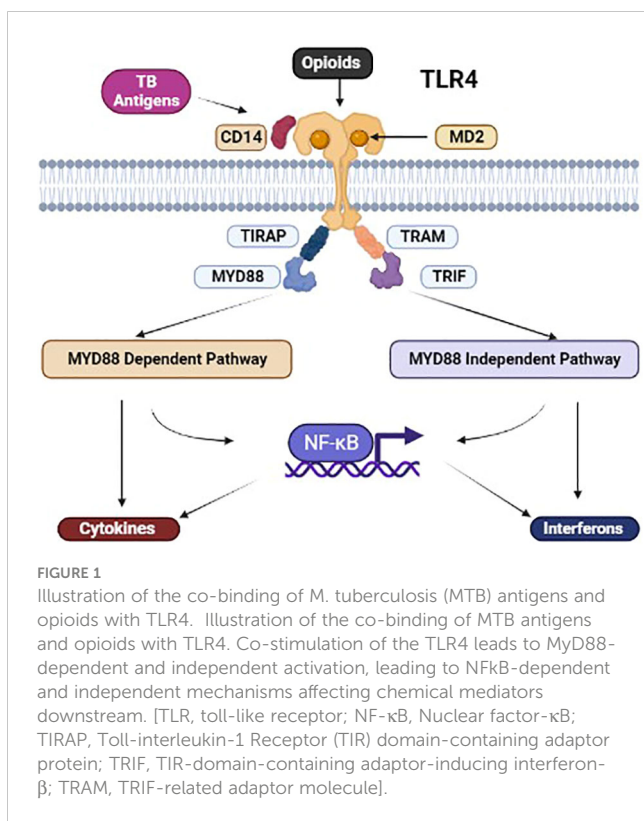 Opioids
TLR4
TB
Antigens
CD14
MD2
TIRAP
TRAM
MYD88
TRIF
MYD88 Dependent Pathway
MYD88 Independent Pathway
NF-κB
Cytokines
Interferons
FIGURE 1
Illustration of the co-binding of M. tuberculosis (MTB) antigens and
opioids with TLR4. Illustration of the co-binding of MTB antigens
and opioids with TLR4. Co-stimulation of the TLR4 leads to MyD88-
dependent and independent activation, leading to NFkB-dependent
and independent mechanisms affecting chemical mediators
downstream. [TLR, toll-like receptor; NF-κB, Nuclear factor-κB;
TIRAP, Toll-interleukin-1 Receptor (TIR) domain-containing adaptor
protein; TRIF, TIR-domain-containing adaptor-inducing interferon-
β; TRAM, TRIF-related adaptor molecule].